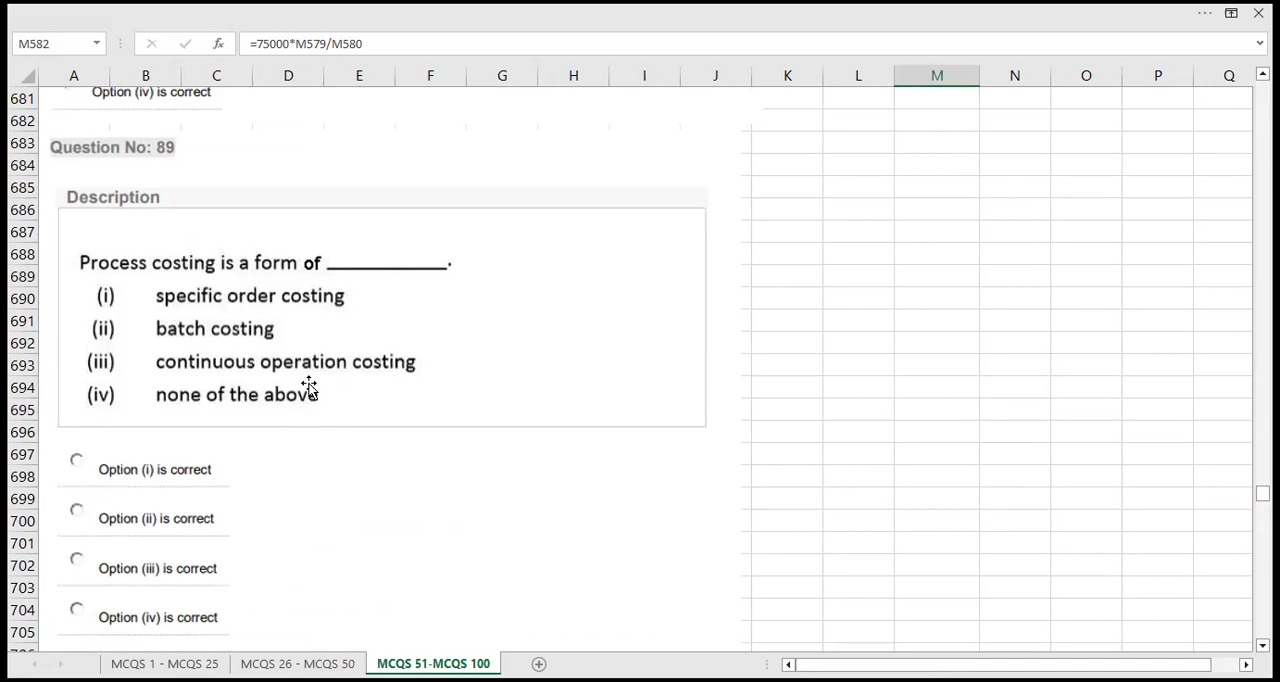 M582
fx
=75000*M579/M580
A B C D E F G H I J K L M N O P Q
681 Option (iv) is correct
682
683 Question No: 89
684
685 Description
686
687
688 Process costing is a form of ____________.
689
690 (i) specific order costing
691
692 (ii) batch costing
693 (iii) continuous operation costing
694 (iv) none of the above
695
696
697
698 Option (i) is correct
699
700 Option (ii) is correct
701
702 Option (iii) is correct
703
704 Option (iv) is correct
705
MCQS 1 - MCQS 25 MCQS 26 - MCQS 50 MCQS 51-MCQS 100